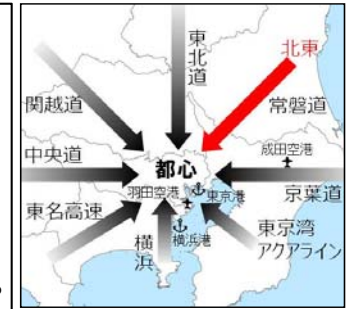 東北道
北東
関越道
常磐道
成田空港
中央道
都心
羽田空港
東京港
京葉道
東名高速
横浜
横浜港
東京湾
アクアライン